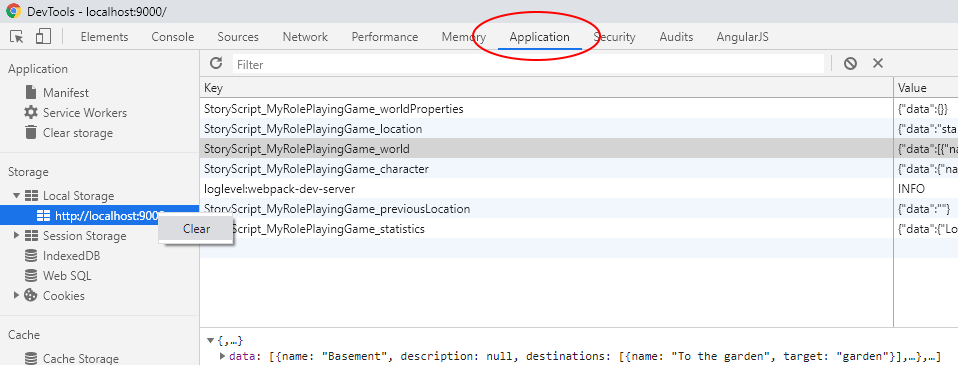 DevTools - localhost:9000/
Elements Console Sources Network Performance Memory Application Security Audits AngularJS
Application
Manifest
Service Workers
Clear storage
Storage
Local Storage
http://localhost:9000
Clear
Session Storage
IndexedDB
Web SQL
Cookies
Cache
Cache Storage
Filter
Key Value
StoryScript_MyRolePlayingGame_worldProperties {"data":{}}
StoryScript_MyRolePlayingGame_location {"data":"sta
StoryScript_MyRolePlayingGame_world {"data":[{"na
StoryScript_MyRolePlayingGame_character {"data":{"na
loglevel:webpack-dev-server INFO
StoryScript_MyRolePlayingGame_previousLocation {"data":""}
StoryScript_MyRolePlayingGame_statistics {"data":{"Lo
{,…}
data: [{name: "Basement", description: null, destinations: [{name: "To the garden", target: "garden"}],…},…]